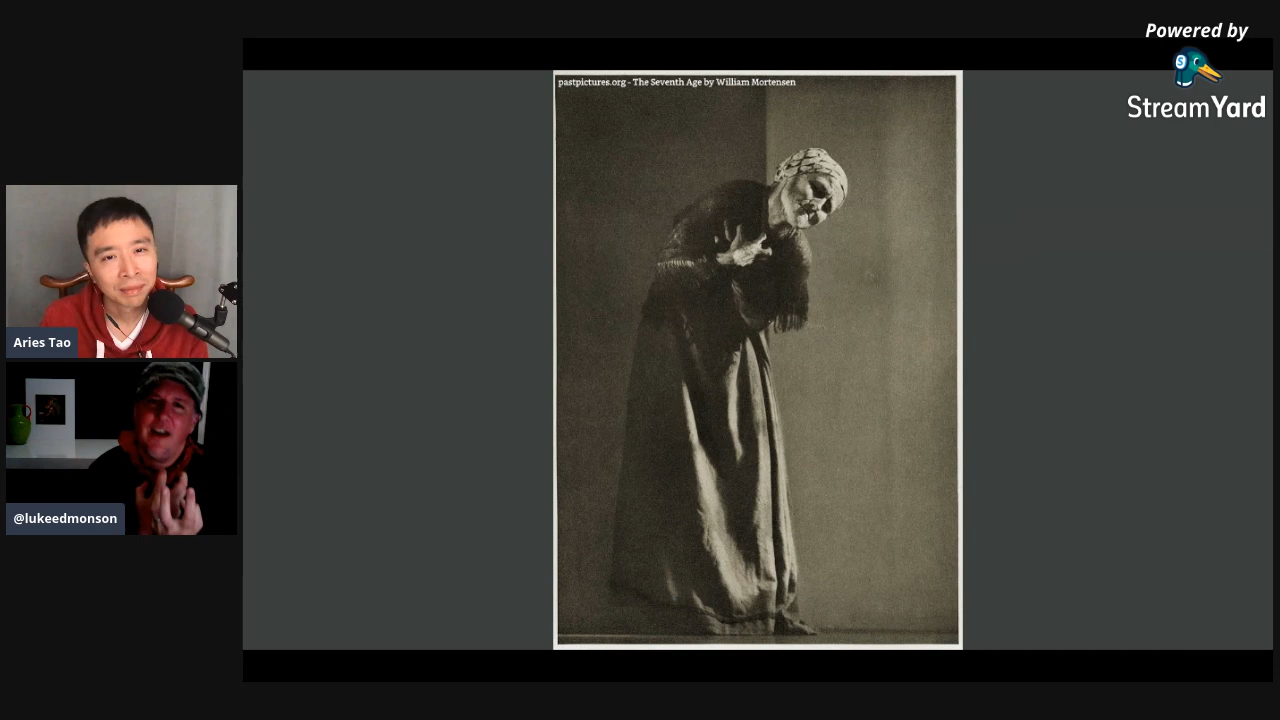 Powered by
StreamYard
pastpictures.org - The Seventh Age by William Mortensen
Aries Tao
@lukeedmonson